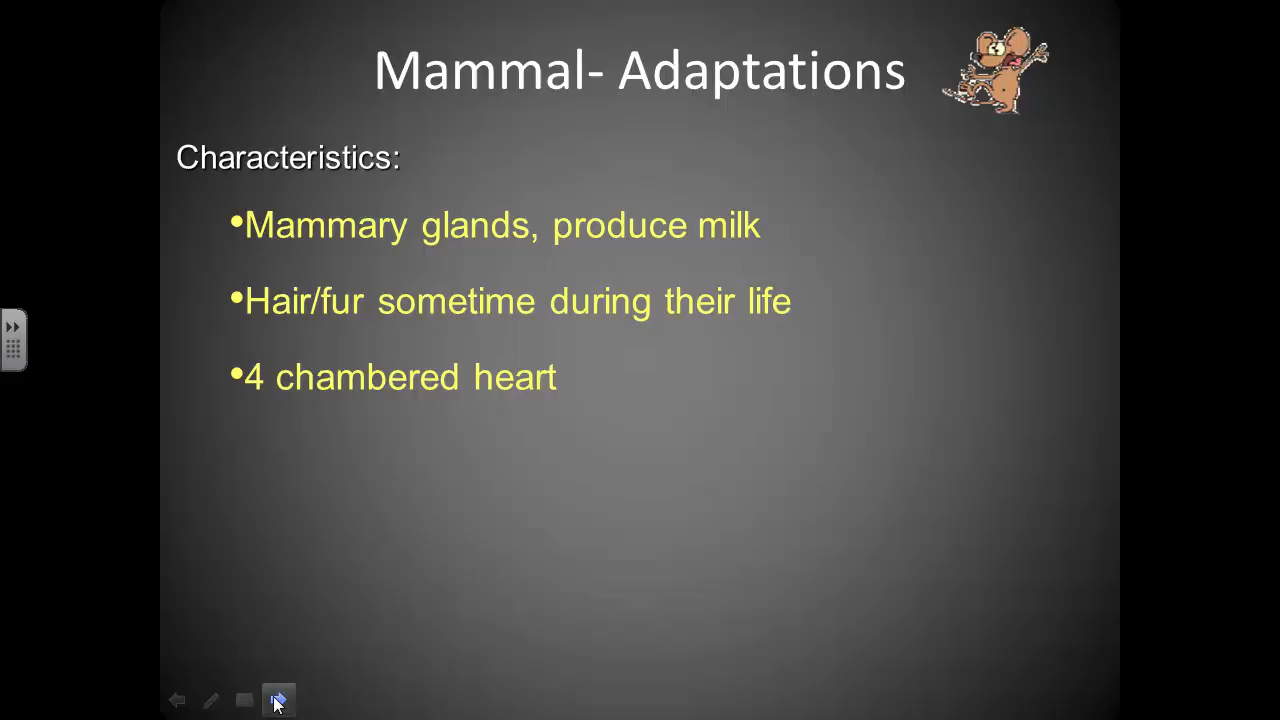 Mammal- Adaptations
Characteristics:
•Mammary glands, produce milk
•Hair/fur sometime during their life
•4 chambered heart